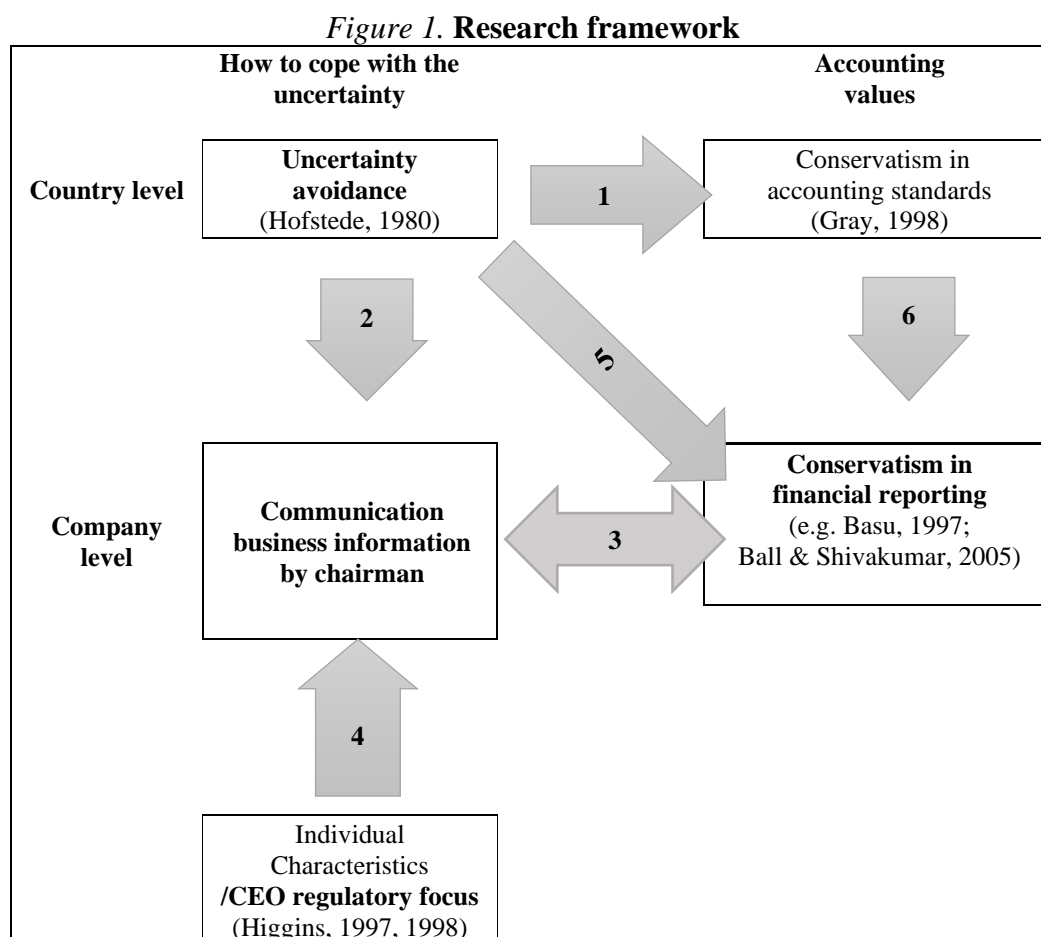 Figure 1. Research framework
How to cope with the
uncertainty
Accounting
values
Country level
Uncertainty
avoidance
(Hofstede, 1980)
1
Conservatism in
accounting standards
(Gray, 1998)
2
5
6
Company
level
Communication
business information
by chairman
3
Conservatism in
financial reporting
(e.g. Basu, 1997;
Ball & Shivakumar, 2005)
4
Individual
Characteristics
/CEO regulatory focus
(Higgins, 1997, 1998)